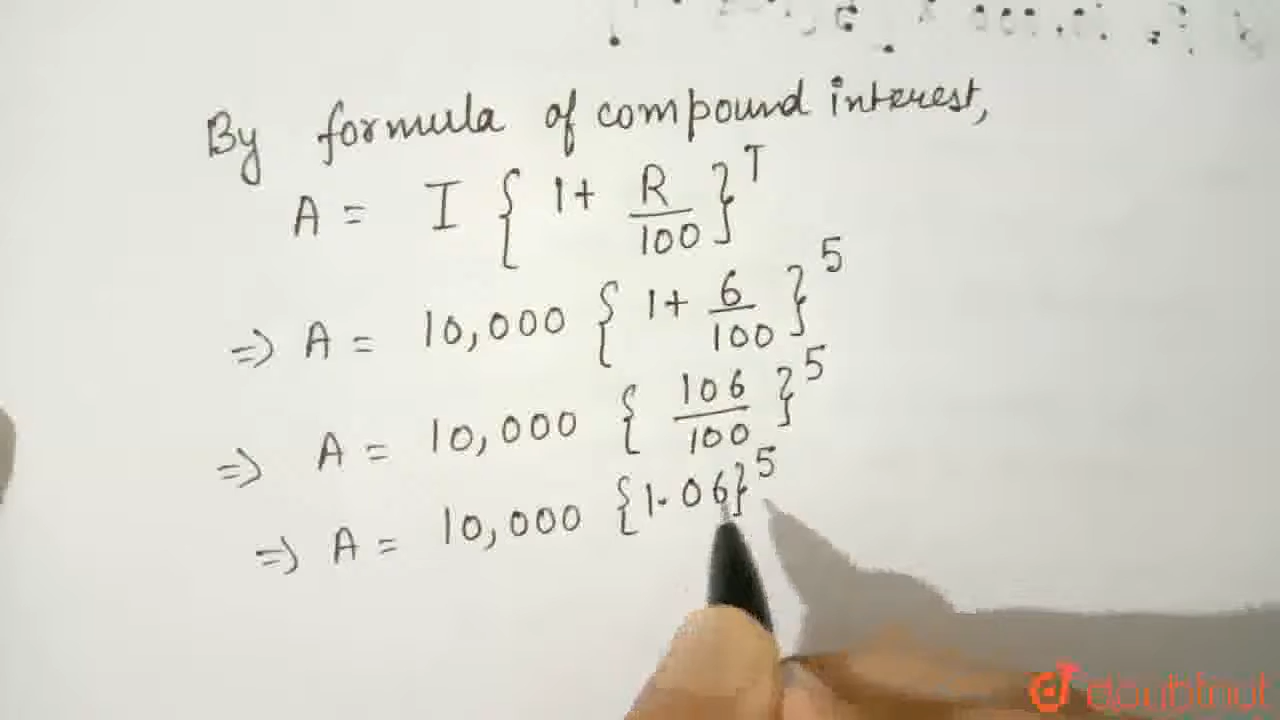 By formula of compound interest,
A = I { 1 + R/100 }^T
⇒ A = 10,000 { 1 + 6/100 }^5
⇒ A = 10,000 { 106/100 }^5
⇒ A = 10,000 {1.06}^5
doubtnut